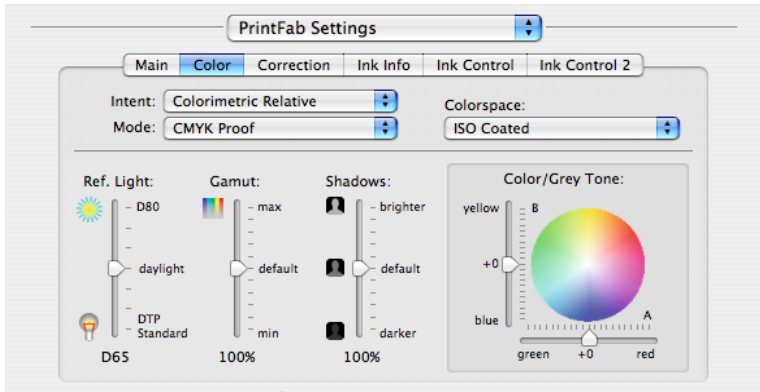 PrintFab Settings
Main Color Correction Ink Info Ink Control Ink Control 2
Intent: Colorimetric Relative
Mode: CMYK Proof
Colorspace:
ISO Coated
Ref. Light:
D80
daylight
DTP
Standard
D65
Gamut:
max
default
min
100%
Shadows:
brighter
default
darker
100%
Color/Grey Tone:
yellow
B
+0
blue
A
green +0 red